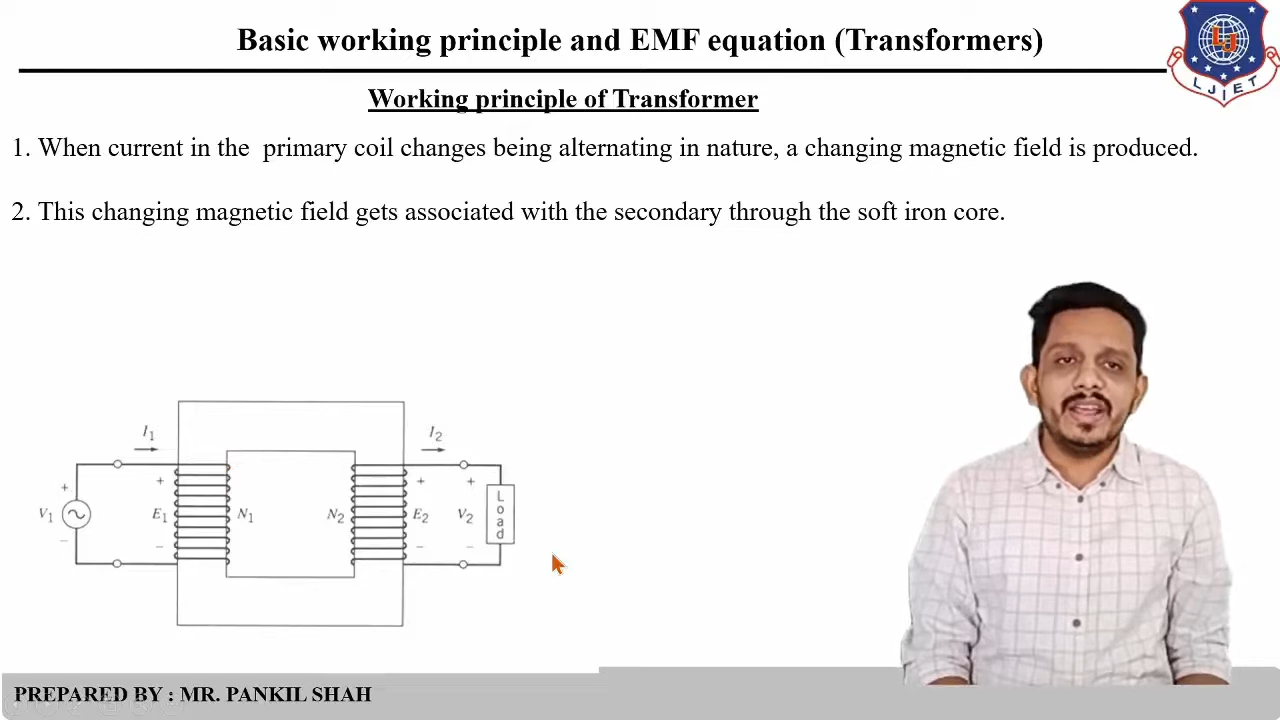 Basic working principle and EMF equation (Transformers)
LJIET
Working principle of Transformer
1. When current in the  primary coil changes being alternating in nature, a changing magnetic field is produced.
2. This changing magnetic field gets associated with the secondary through the soft iron core.
I1
I2
+
+
+
+
V1
E1
N1
N2
E2
V2
Load
−
−
−
−
PREPARED BY : MR. PANKIL SHAH